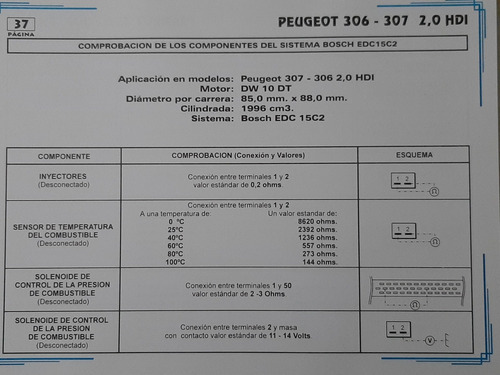 37
PÁGINA
PEUGEOT 306 - 307 2,0 HDI
COMPROBACION DE LOS COMPONENTES DEL SISTEMA BOSCH EDC15C2
Aplicación en modelos: Peugeot 307 - 306 2,0 HDI
Motor: DW 10 DT
Diámetro por carrera: 85,0 mm. x 88,0 mm.
Cilindrada: 1996 cm3.
Sistema: Bosch EDC 15C2
COMPONENTE COMPROBACION (Conexión y Valores) ESQUEMA
INYECTORES
(Desconectado)
Conexión entre terminales 1 y 2
valor estándar de 0,2 ohms.
1 2
Ω
SENSOR DE TEMPERATURA
DEL COMBUSTIBLE
(Desconectado)
Conexión entre terminales 1 y 2
A una temperatura de: Un valor estandar de:
0 ºC 8620 ohms.
25ºC 2392 ohms.
40ºC 1236 ohms.
60ºC 557 ohms.
80ºC 273 ohms.
100ºC 144 ohms.
1 2
Ω
SOLENOIDE DE
CONTROL DE LA PRESION
DE COMBUSTIBLE
(Desconectado)
Conexión entre terminales 1 y 50
valor estándar de 2 -3 Ohms.
Ω
SOLENOIDE DE CONTROL
DE LA PRESION
DE COMBUSTIBLE
(Desconectado)
Conexión entre terminales 2 y masa
con contacto valor estándar de 11 - 14 Volts.
1 2
V